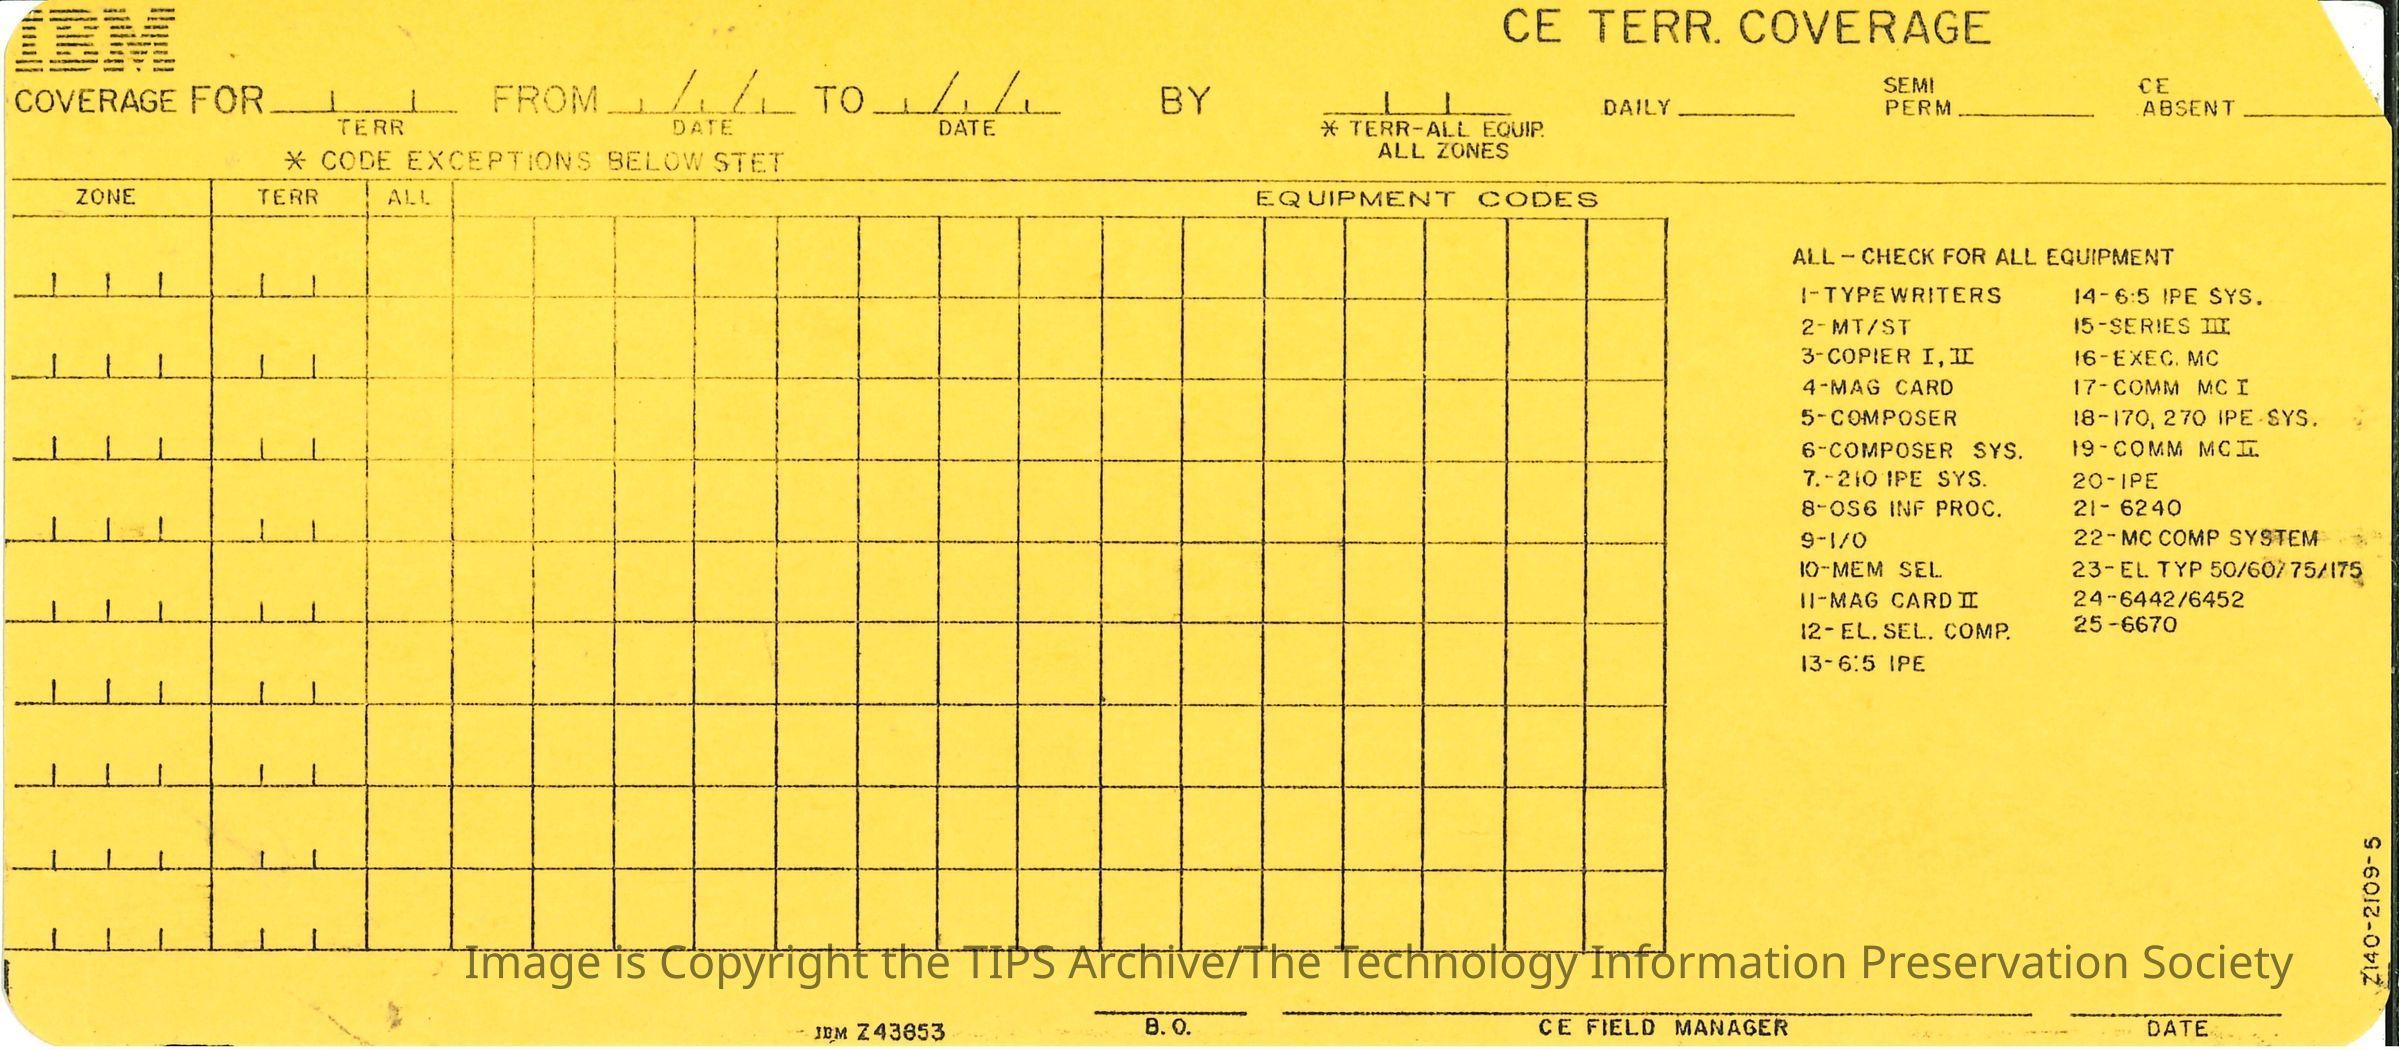 IBM
CE TERR. COVERAGE
COVERAGE FOR FROM TO BY DAILY SEMI PERM CE ABSENT
TERR DATE DATE * TERR-ALL EQUIP. ALL ZONES
* CODE EXCEPTIONS BELOW STET
ZONE TERR ALL EQUIPMENT CODES
ALL - CHECK FOR ALL EQUIPMENT
1-TYPEWRITERS
2-MT/ST
3-COPIER I, II
4-MAG CARD
5-COMPOSER
6-COMPOSER SYS.
7.-210 IPE SYS.
8-OS6 INF PROC.
9-I/O
10-MEM SEL
11-MAG CARD II
12-EL. SEL. COMP.
13-6:5 IPE
14-6:5 IPE SYS.
15-SERIES III
16-EXEC. MC
17-COMM MC I
18-170, 270 IPE SYS.
19-COMM MC II
20-IPE
21-6240
22-MC COMP SYSTEM
23-EL TYP 50/60/75/175
24-6442/6452
25-6670
Z140-2109-5
Image is Copyright the TIPS Archive/The Technology Information Preservation Society
IBM Z43853 B.O. CE FIELD MANAGER DATE